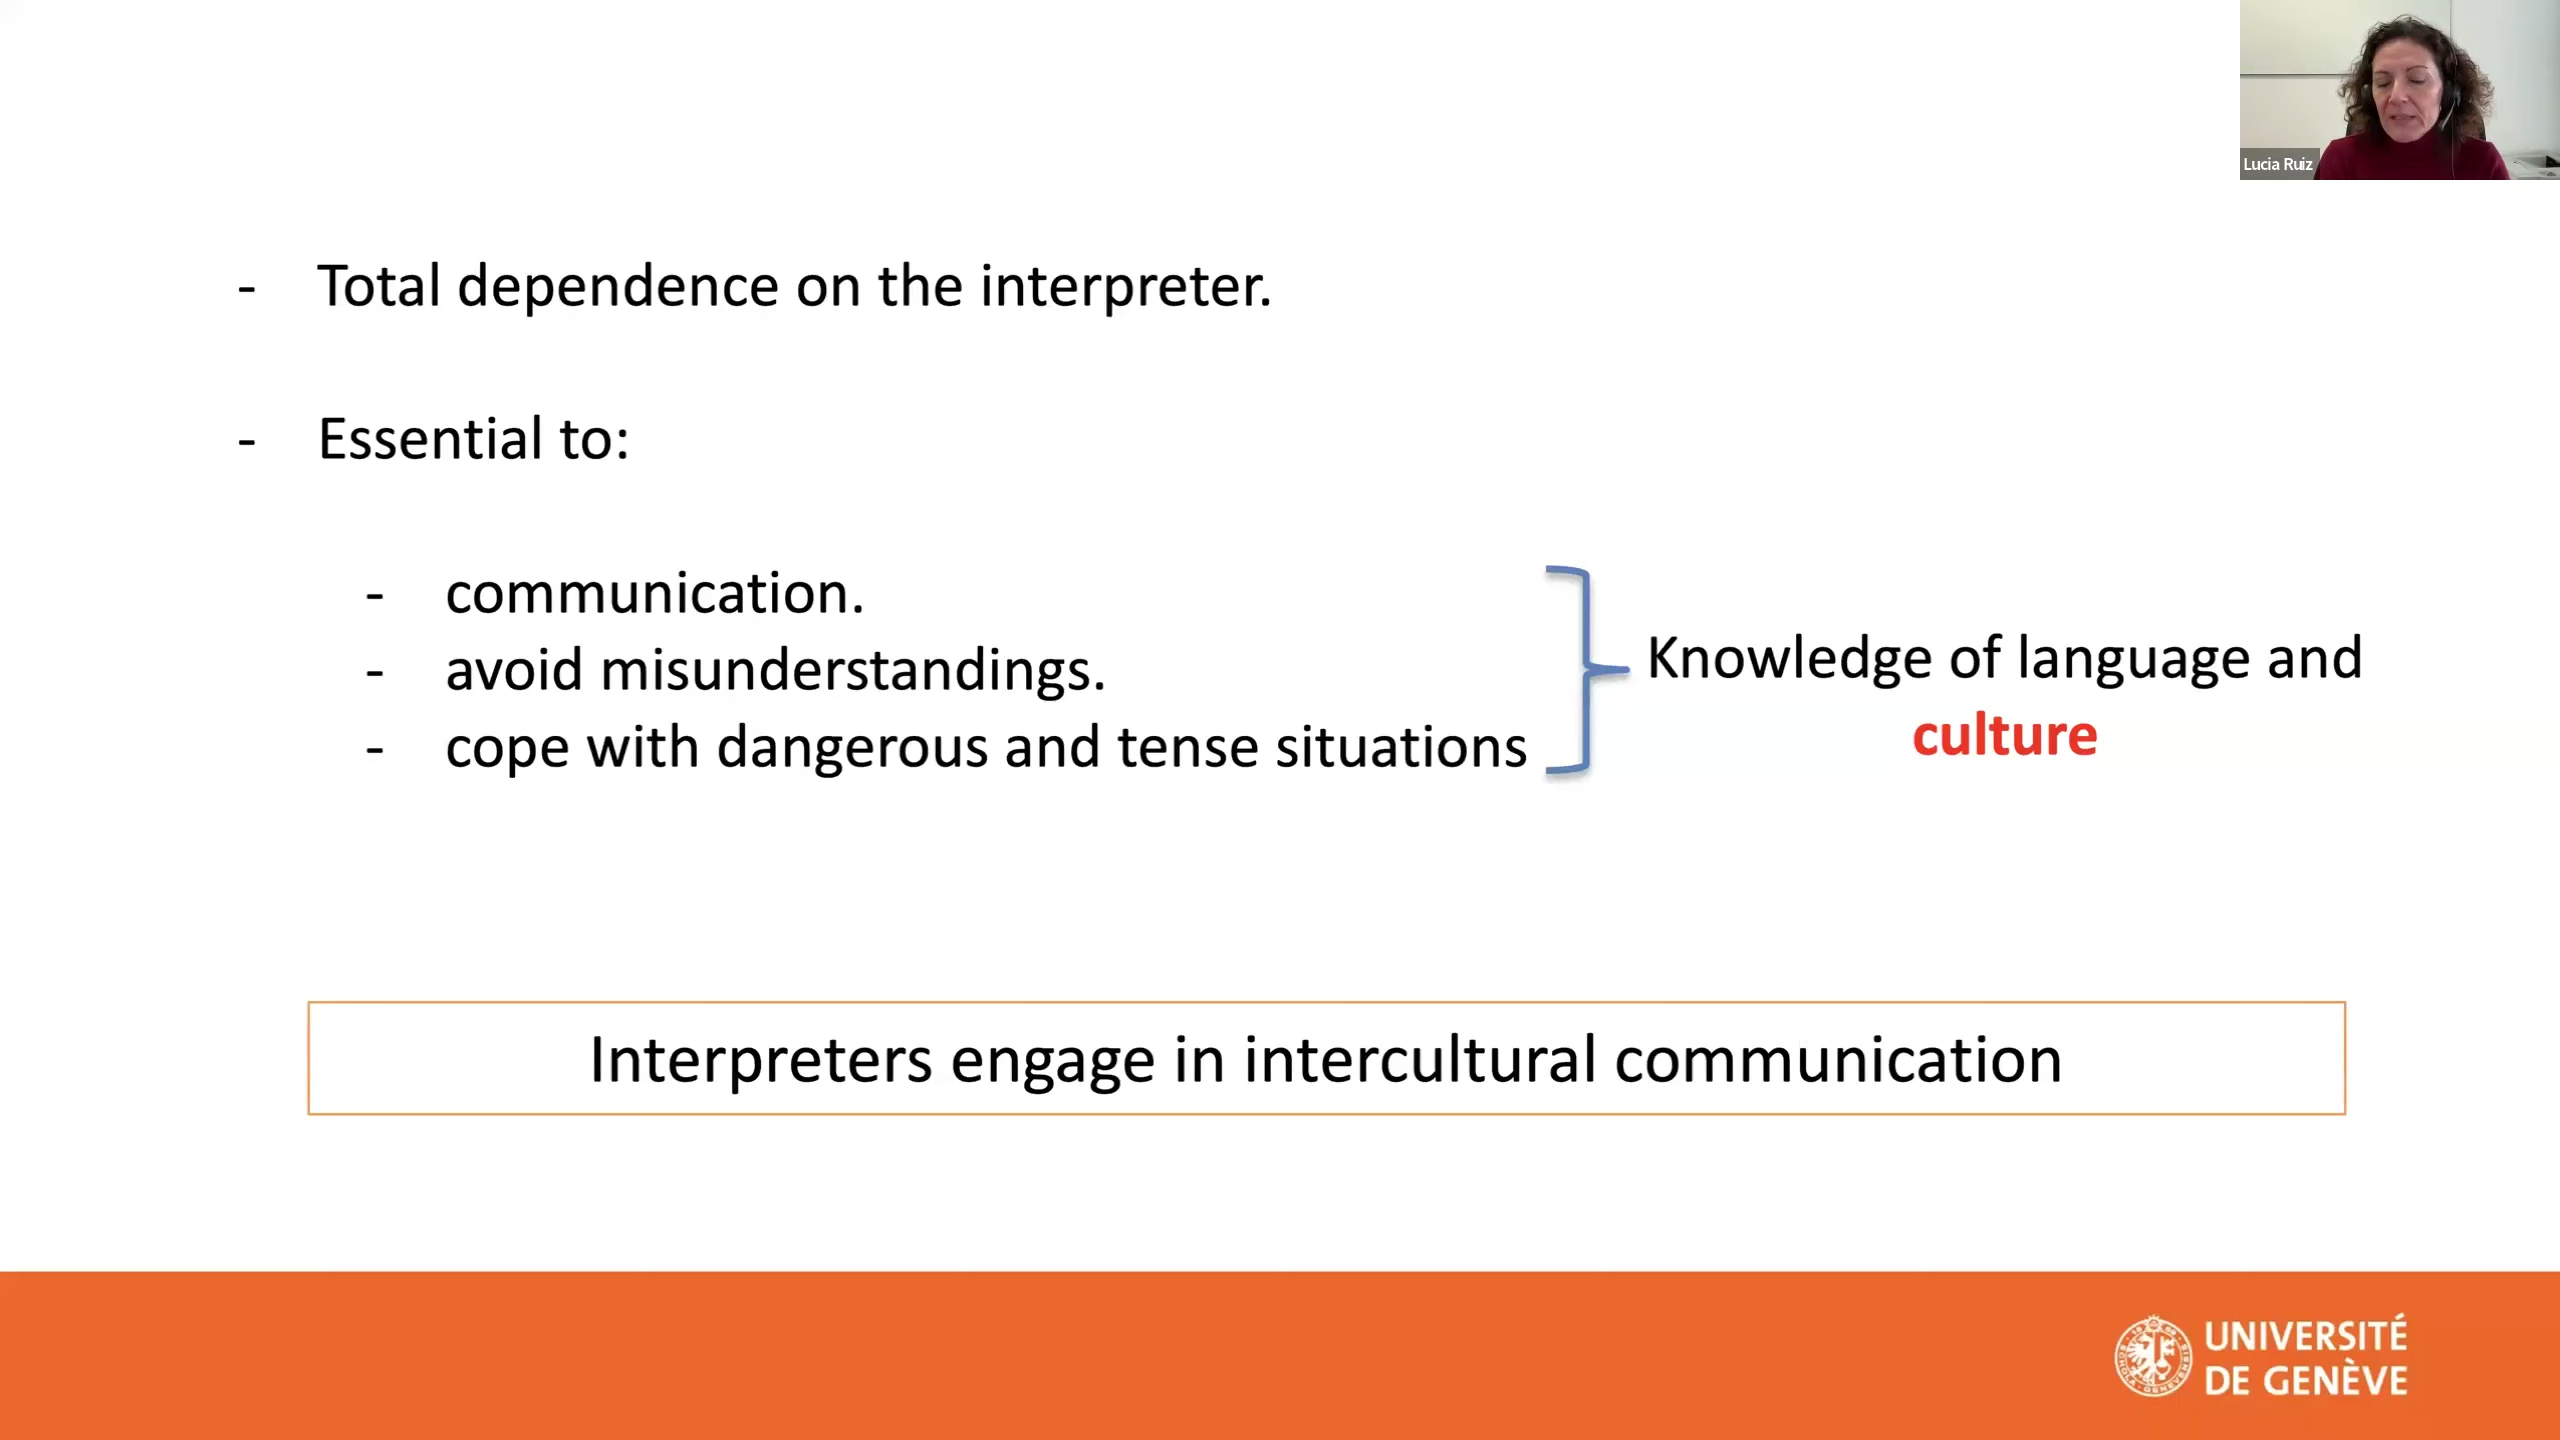 Lucia Ruiz
- Total dependence on the interpreter.
- Essential to:
- communication.
- avoid misunderstandings.
- cope with dangerous and tense situations
Knowledge of language and
culture
Interpreters engage in intercultural communication
UNIVERSITÉ
DE GENÈVE